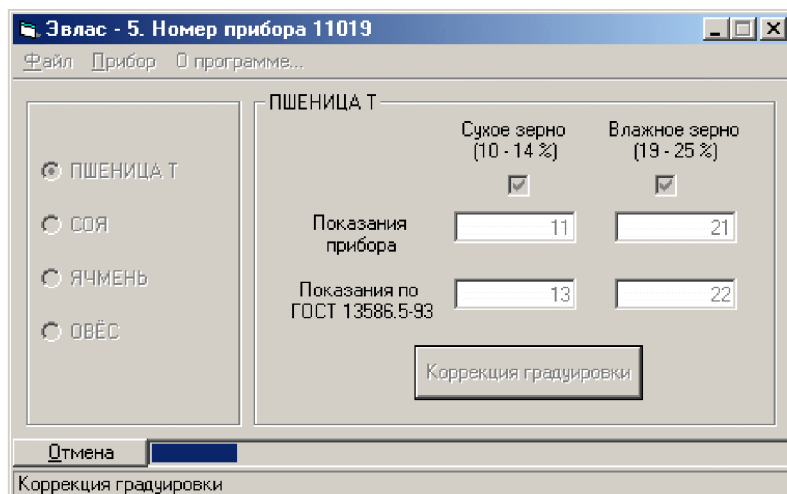 Эвлас - 5. Номер прибора 11019
Файл Прибор О программе...
ПШЕНИЦА Т
СОЯ
ЯЧМЕНЬ
ОВЁС
ПШЕНИЦА Т
Сухое зерно
(10 - 14 %)
Влажное зерно
(19 - 25 %)
Показания
прибора
11
21
Показания по
ГОСТ 13586.5-93
13
22
Коррекция градуировки
Отмена
Коррекция градуировки